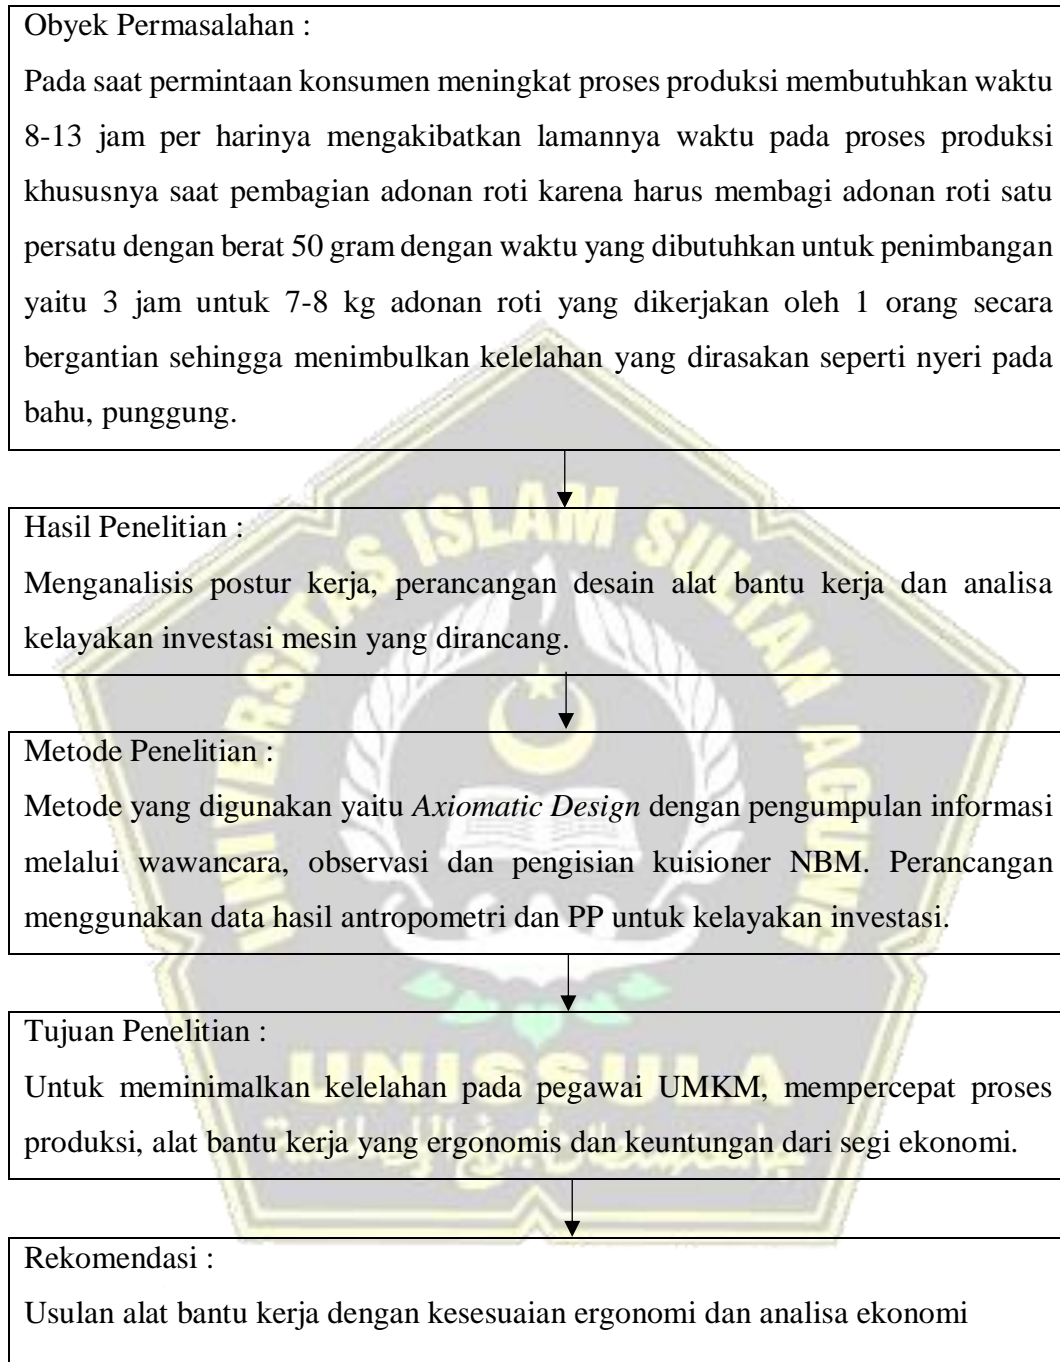 Obyek Permasalahan :
Pada saat permintaan konsumen meningkat proses produksi membutuhkan waktu
8-13 jam per harinya mengakibatkan lamannya waktu pada proses produksi
khususnya saat pembagian adonan roti karena harus membagi adonan roti satu
persatu dengan berat 50 gram dengan waktu yang dibutuhkan untuk penimbangan
yaitu 3 jam untuk 7-8 kg adonan roti yang dikerjakan oleh 1 orang secara
bergantian sehingga menimbulkan kelelahan yang dirasakan seperti nyeri pada
bahu, punggung.
Hasil Penelitian :
Menganalisis postur kerja, perancangan desain alat bantu kerja dan analisa
kelayakan investasi mesin yang dirancang.
Metode Penelitian :
Metode yang digunakan yaitu Axiomatic Design dengan pengumpulan informasi
melalui wawancara, observasi dan pengisian kuisioner NBM. Perancangan
menggunakan data hasil antropometri dan PP untuk kelayakan investasi.
Tujuan Penelitian :
Untuk meminimalkan kelelahan pada pegawai UMKM, mempercepat proses
produksi, alat bantu kerja yang ergonomis dan keuntungan dari segi ekonomi.
Rekomendasi :
Usulan alat bantu kerja dengan kesesuaian ergonomi dan analisa ekonomi
UNIVERSITAS ISLAM SULTAN AGUNG
UNISSULA